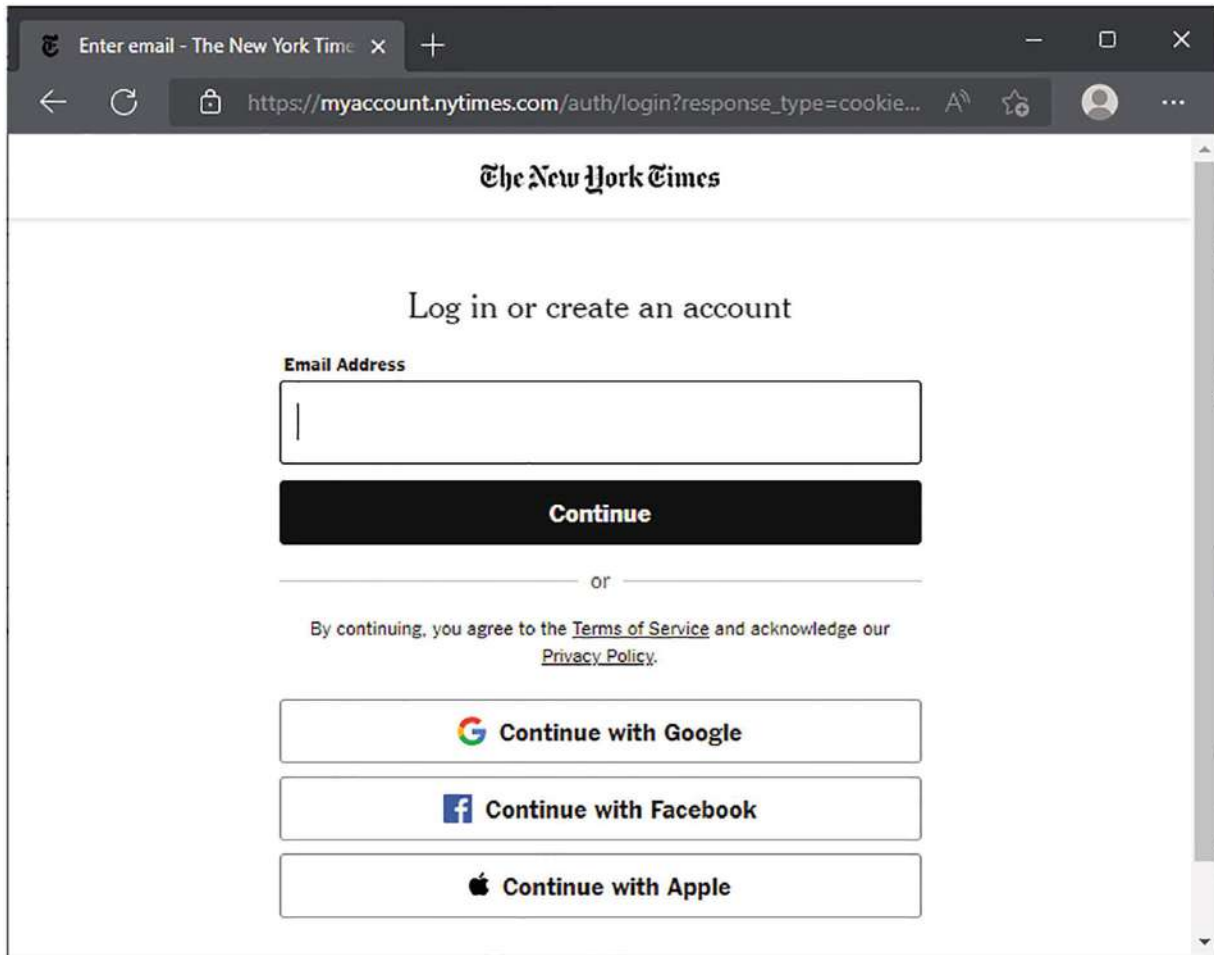 Enter email - The New York Time
https://myaccount.nytimes.com/auth/login?response_type=cookie...
The New York Times
Log in or create an account
Email Address
Continue
or
By continuing, you agree to the Terms of Service and acknowledge our
Privacy Policy.
Continue with Google
Continue with Facebook
Continue with Apple